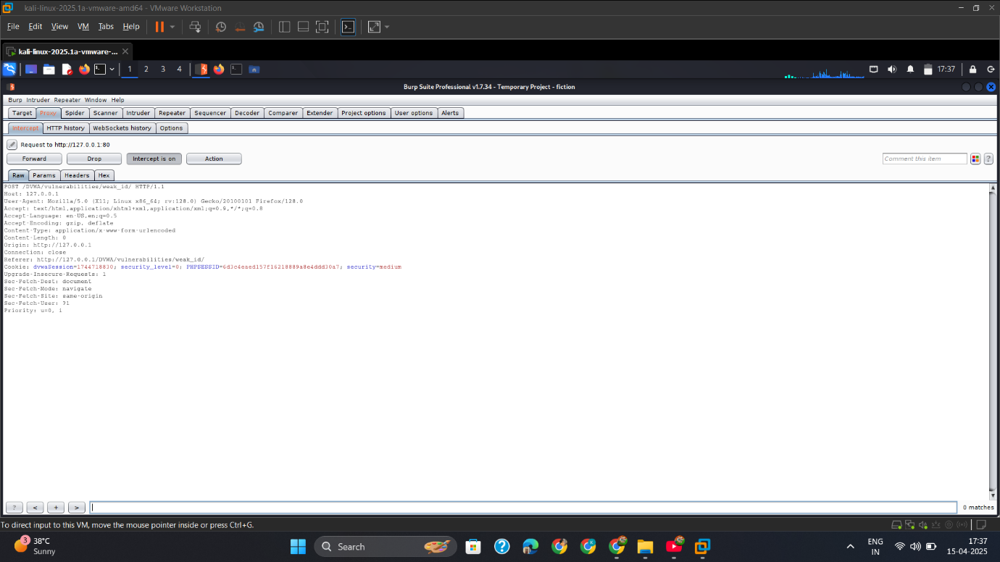 kali-linux-2025.1a-vmware-amd64 - VMware Workstation
File Edit View VM Tabs Help
kali-linux-2025.1a-vmware-...
1 2 3 4 17:37
Burp Suite Professional v1.7.34 - Temporary Project - fiction
Burp Intruder Repeater Window Help
Target Proxy Spider Scanner Intruder Repeater Sequencer Decoder Comparer Extender Project options User options Alerts
Intercept HTTP history WebSockets history Options
Request to http://127.0.0.1:80
Forward Drop Intercept is on Action Comment this item ?
Raw Params Headers Hex
POST /DVWA/vulnerabilities/weak_id/ HTTP/1.1
Host: 127.0.0.1
User-Agent: Mozilla/5.0 (X11; Linux x86_64; rv:128.0) Gecko/20100101 Firefox/128.0
Accept: text/html,application/xhtml+xml,application/xml;q=0.9,*/*;q=0.8
Accept-Language: en-US,en;q=0.5
Accept-Encoding: gzip, deflate
Content-Type: application/x-www-form-urlencoded
Content-Length: 0
Origin: http://127.0.0.1
Connection: close
Referer: http://127.0.0.1/DVWA/vulnerabilities/weak_id/
Cookie: dvwaSession=1744718830; security_level=0; PHPSESSID=6d3c4eaed157f16218889a8e4ddd30a7; security=medium
Upgrade-Insecure-Requests: 1
Sec-Fetch-Dest: document
Sec-Fetch-Mode: navigate
Sec-Fetch-Site: same-origin
Sec-Fetch-User: ?1
Priority: u=0, i
? < + > 0 matches
To direct input to this VM, move the mouse pointer inside or press Ctrl+G.
3 38°C Search ENG 17:37
Sunny IN 15-04-2025